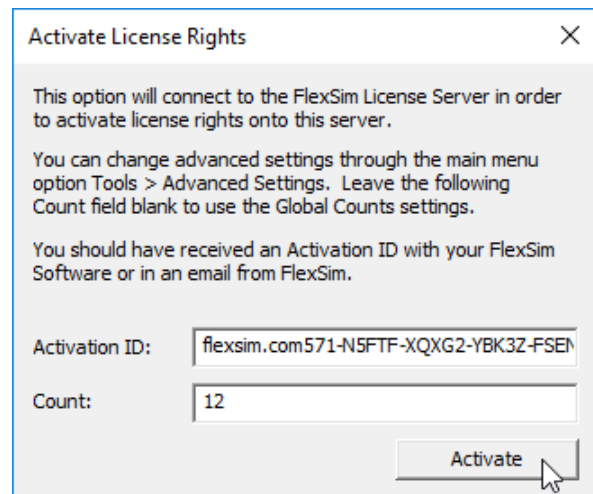 Activate License Rights
This option will connect to the FlexSim License Server in order
to activate license rights onto this server.
You can change advanced settings through the main menu
option Tools > Advanced Settings. Leave the following
Count field blank to use the Global Counts settings.
You should have received an Activation ID with your FlexSim
Software or in an email from FlexSim.
Activation ID: flexsim.com571-N5FTF-XQXG2-YBK3Z-FSEN
Count: 12
Activate